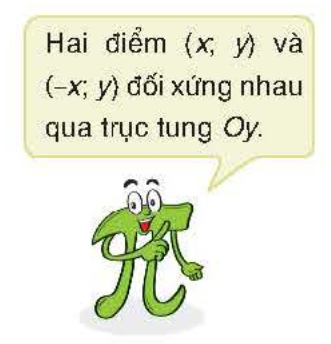 Hai điểm (x; y) và
(–x; y) đối xứng nhau
qua trục tung Oy.